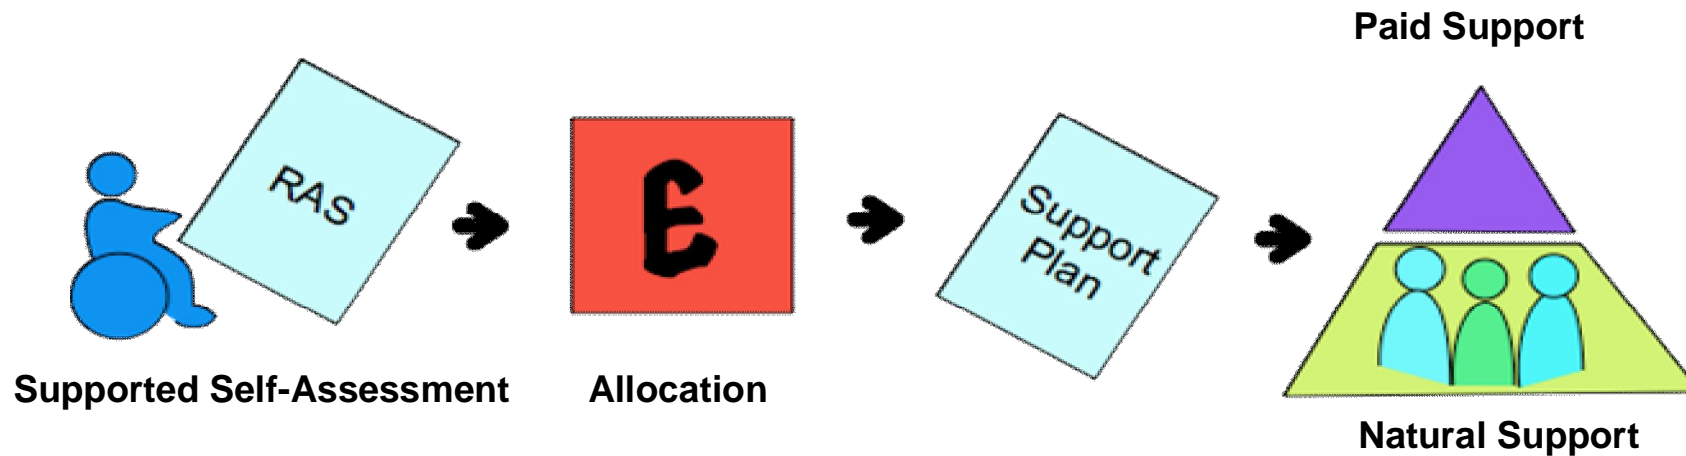 Paid Support
RAS
£
Support
Plan
Supported Self-Assessment
Allocation
Natural Support